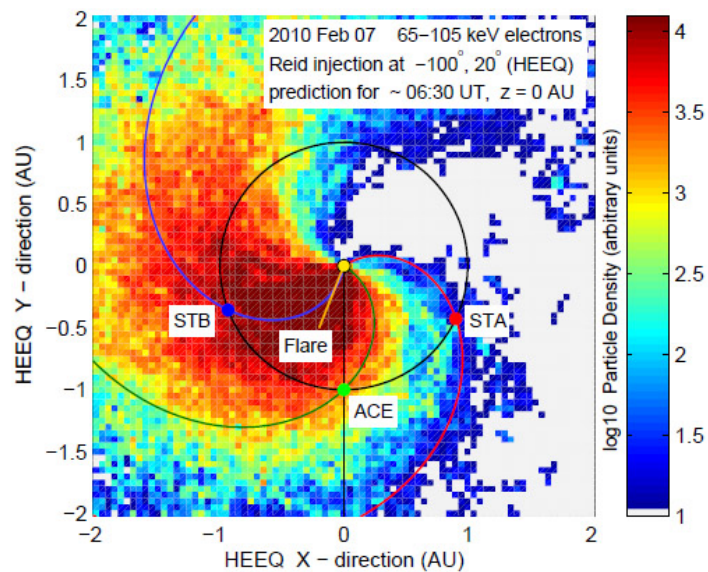 2010 Feb 07 65−105 keV electrons
Reid injection at −100°, 20° (HEEQ)
prediction for ~ 06:30 UT, z = 0 AU
2
1.5
1
0.5
0
−0.5
−1
−1.5
−2
HEEQ Y − direction (AU)
STB
Flare
STA
ACE
−2
−1
0
1
2
HEEQ X − direction (AU)
4
3.5
3
2.5
2
1.5
1
log10 Particle Density (arbitrary units)